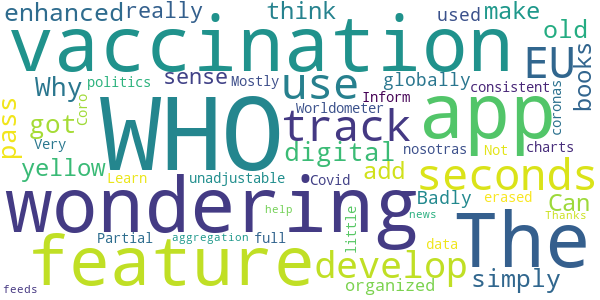 enhanced really think used make
vaccination EU old books
Why politics sense Mostly globally Inform consistent
WHO use app coronas
pass got Coro track Worldometer charts
Very digital nosotras Not
yellow Learn unadjustable Covid add seconds erased
wondering Badly Can The
feature help develop news data Thanks
Partial aggregation full little organized simply
feeds